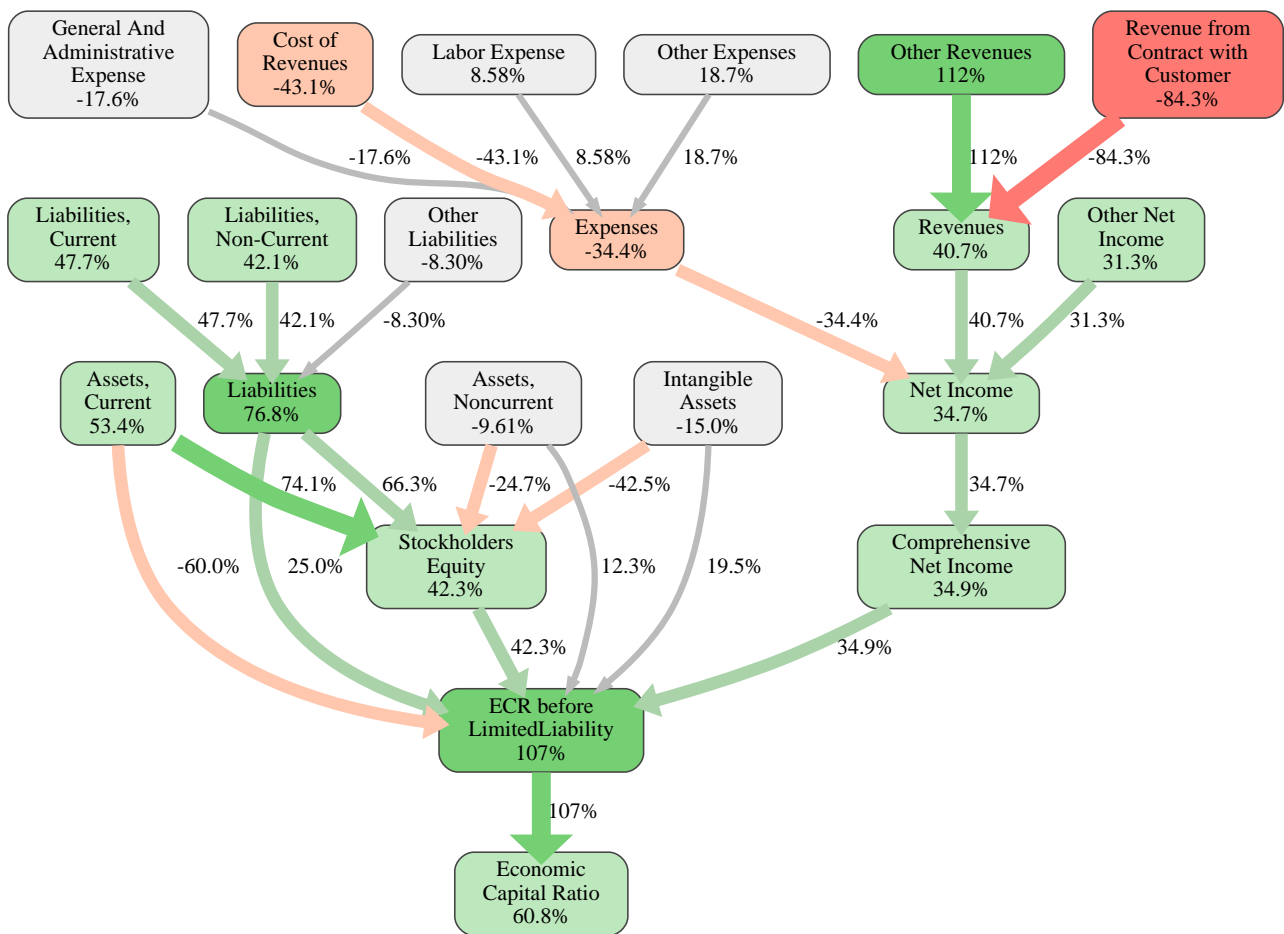 General And
Administrative
Expense
-17.6%
Cost of
Revenues
-43.1%
Labor Expense
8.58%
Other Expenses
18.7%
Other Revenues
112%
Revenue from
Contract with
Customer
-84.3%
-17.6%
-43.1%
8.58%
18.7%
112%
-84.3%
Liabilities,
Current
47.7%
Liabilities,
Non-Current
42.1%
Other
Liabilities
-8.30%
Expenses
-34.4%
Revenues
40.7%
Other Net
Income
31.3%
47.7%
42.1%
-8.30%
-34.4%
40.7%
31.3%
Assets,
Current
53.4%
Liabilities
76.8%
Assets,
Noncurrent
-9.61%
Intangible
Assets
-15.0%
Net Income
34.7%
74.1%
66.3%
-24.7%
-42.5%
34.7%
Stockholders
Equity
42.3%
Comprehensive
Net Income
34.9%
-60.0%
25.0%
12.3%
19.5%
42.3%
34.9%
ECR before
LimitedLiability
107%
107%
Economic
Capital Ratio
60.8%